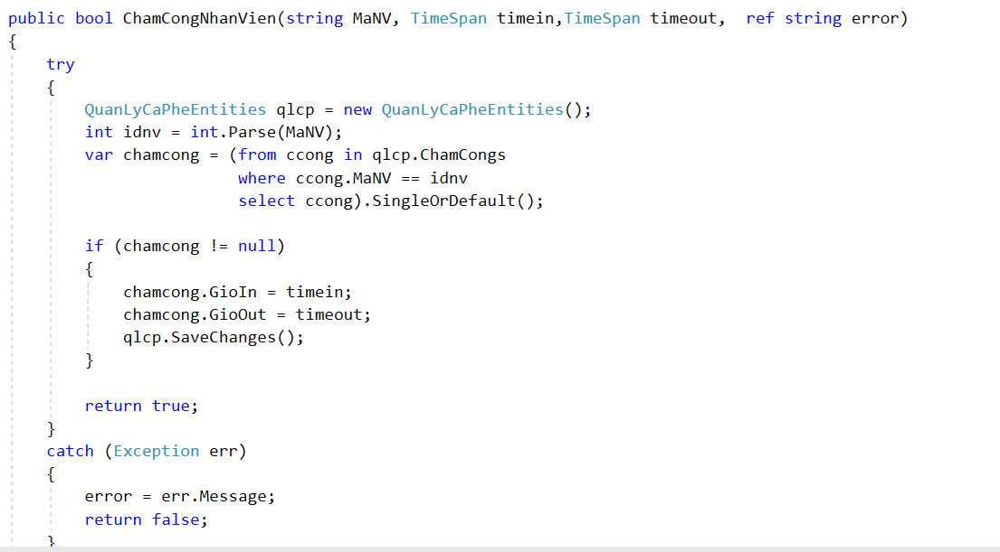 public bool ChamCongNhanVien(string MaNV, TimeSpan timein,TimeSpan timeout,  ref string error)
{
    try
    {
        QuanLyCaPheEntities qlcp = new QuanLyCaPheEntities();
        int idnv = int.Parse(MaNV);
        var chamcong = (from ccong in qlcp.ChamCongs
                        where ccong.MaNV == idnv
                        select ccong).SingleOrDefault();

        if (chamcong != null)
        {
            chamcong.GioIn = timein;
            chamcong.GioOut = timeout;
            qlcp.SaveChanges();
        }

        return true;
    }
    catch (Exception err)
    {
        error = err.Message;
        return false;
    }